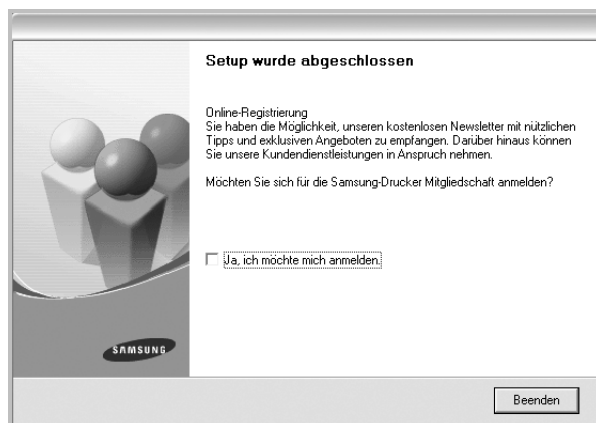 Setup wurde abgeschlossen
Online-Registrierung
Sie haben die Möglichkeit, unseren kostenlosen Newsletter mit nützlichen
Tipps und exklusiven Angeboten zu empfangen. Darüber hinaus können
Sie unsere Kundendienstleistungen in Anspruch nehmen.
Möchten Sie sich für die Samsung-Drucker Mitgliedschaft anmelden?
Ja, ich möchte mich anmelden.
SAMSUNG
Beenden